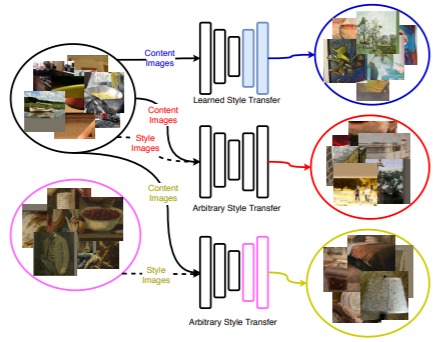 Content
Images
Learned Style Transfer
Content
Images
Style
Images
Arbitrary Style Transfer
Content
Images
Style
Images
Arbitrary Style Transfer